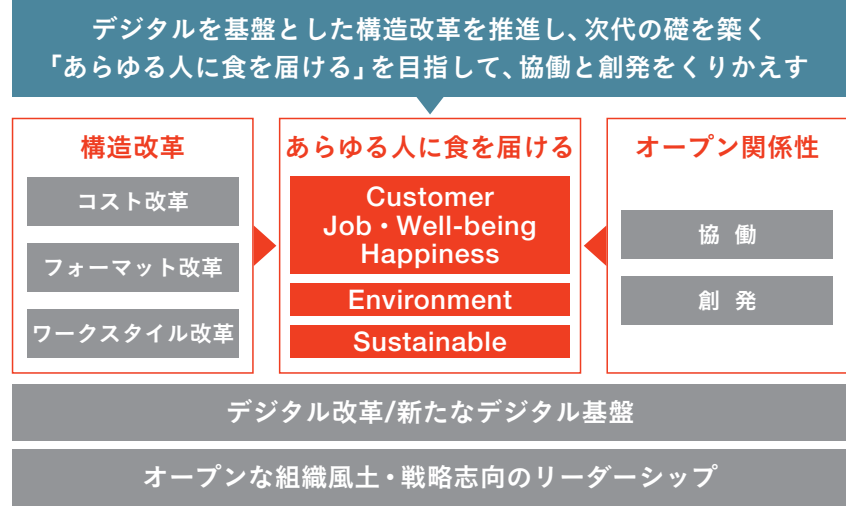 デジタルを基盤とした構造改革を推進し、次代の礎を築く
「あらゆる人に食を届ける」を目指して、協働と創発をくりかえす
構造改革
コスト改革
フォーマット改革
ワークスタイル改革
あらゆる人に食を届ける
Customer
Job・Well-being
Happiness
Environment
Sustainable
オープン関係性
協 働
創 発
デジタル改革/新たなデジタル基盤
オープンな組織風土・戦略志向のリーダーシップ